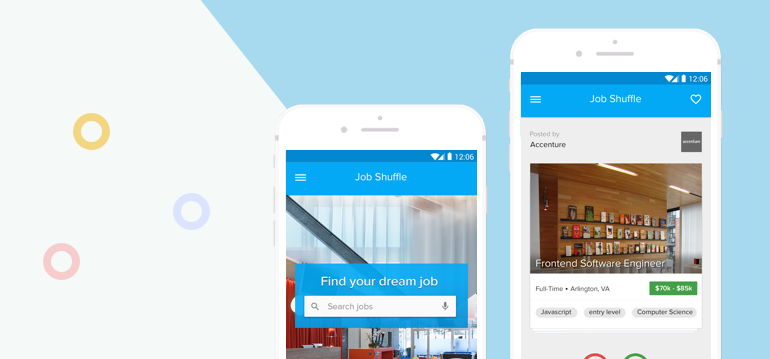 12:06
Job Shuffle
Find your dream job
Search jobs
12:06
Job Shuffle
Posted by
Accenture
accenture
Frontend Software Engineer
Full-Time • Arlington, VA
$70k - $85k
Javascript
entry level
Computer Science